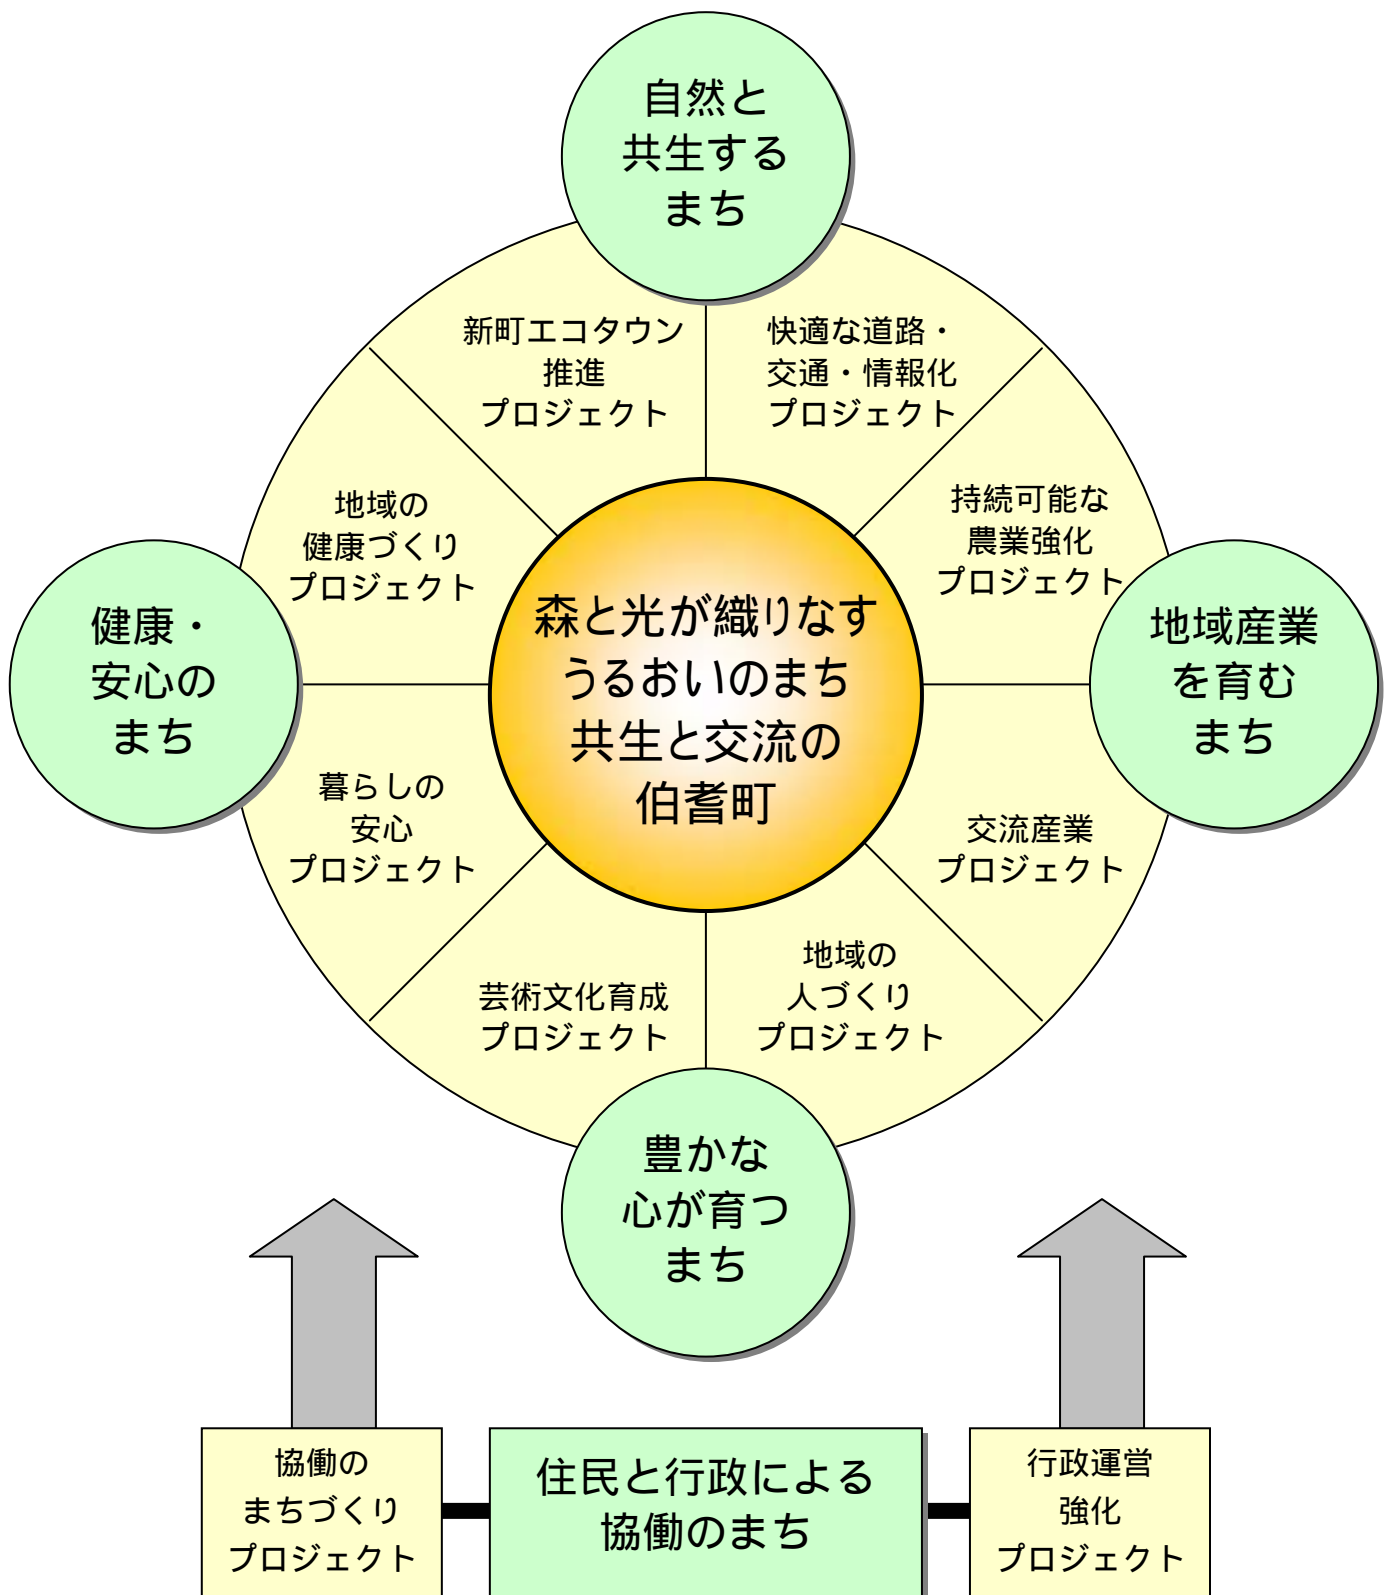 自然と
共生する
まち
新町エコタウン
推進
プロジェクト
快適な道路・
交通・情報化
プロジェクト
地域の
健康づくり
プロジェクト
持続可能な
農業強化
プロジェクト
健康・
安心の
まち
森と光が織りなす
うるおいのまち
共生と交流の
伯耆町
地域産業
を育む
まち
暮らしの
安心
プロジェクト
交流産業
プロジェクト
芸術文化育成
プロジェクト
地域の
人づくり
プロジェクト
豊かな
心が育つ
まち
協働の
まちづくり
プロジェクト
住民と行政による
協働のまち
行政運営
強化
プロジェクト